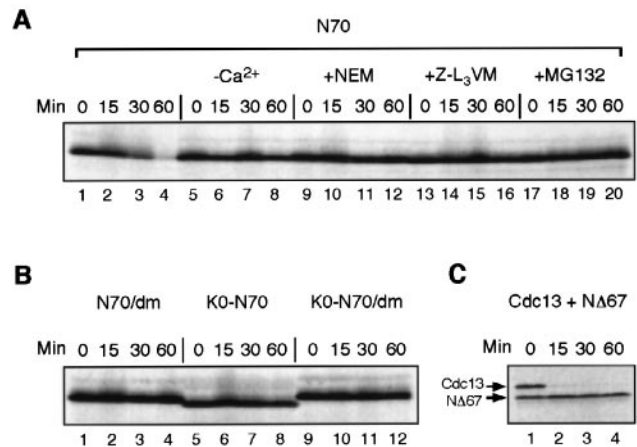 A
N70
-Ca²⁺ +NEM +Z-L₃VM +MG132
Min 0 15 30 60 0 15 30 60 0 15 30 60 0 15 30 60 0 15 30 60
1 2 3 4 5 6 7 8 9 10 11 12 13 14 15 16 17 18 19 20
B
N70/dm K0-N70 K0-N70/dm
Min 0 15 30 60 0 15 30 60 0 15 30 60
1 2 3 4 5 6 7 8 9 10 11 12
C
Cdc13 + NΔ67
Min 0 15 30 60
Cdc13
NΔ67
1 2 3 4